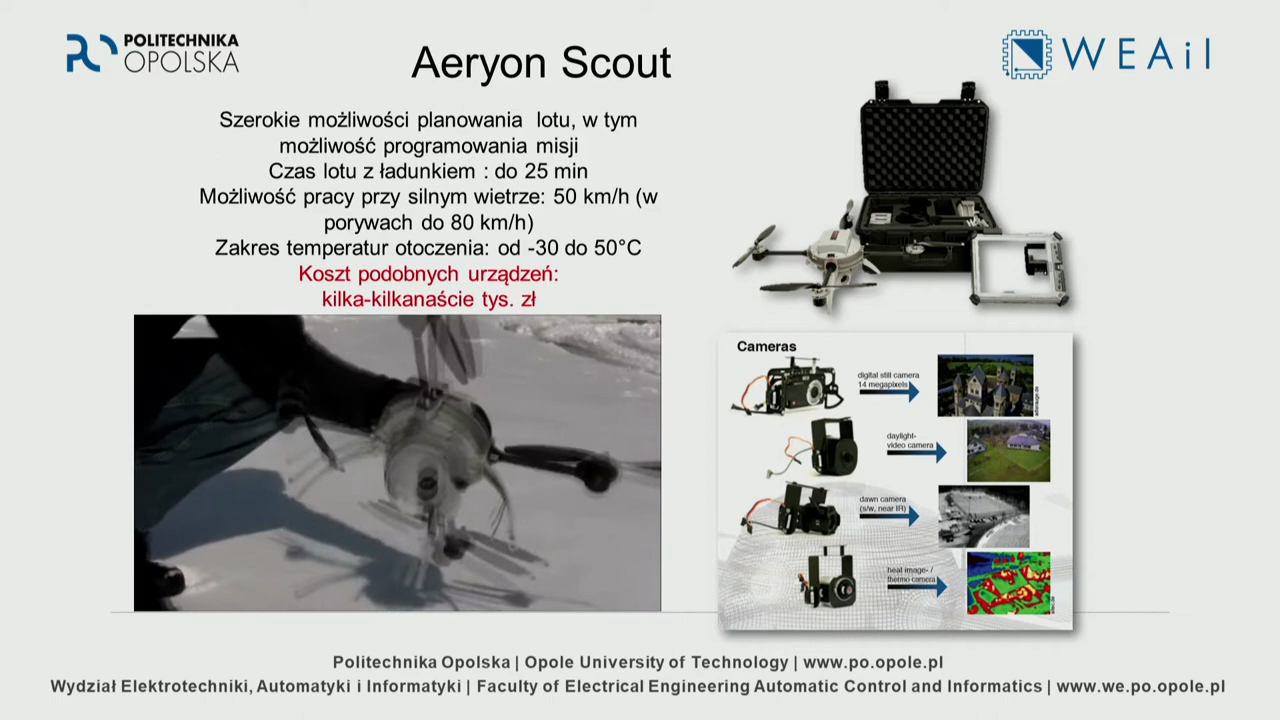 POLITECHNIKA
OPOLSKA
Aeryon Scout
WEAiI
Szerokie możliwości planowania lotu, w tym
możliwość programowania misji
Czas lotu z ładunkiem : do 25 min
Możliwość pracy przy silnym wietrze: 50 km/h (w
porywach do 80 km/h)
Zakres temperatur otoczenia: od -30 do 50°C
Koszt podobnych urządzeń:
kilka-kilkanaście tys. zł
Cameras
digital still camera
14 megapixels
daylight-
video camera
dawn camera
(s/w, near IR)
heat image- /
thermo camera
Politechnika Opolska | Opole University of Technology | www.po.opole.pl
Wydział Elektrotechniki, Automatyki i Informatyki | Faculty of Electrical Engineering Automatic Control and Informatics | www.we.po.opole.pl